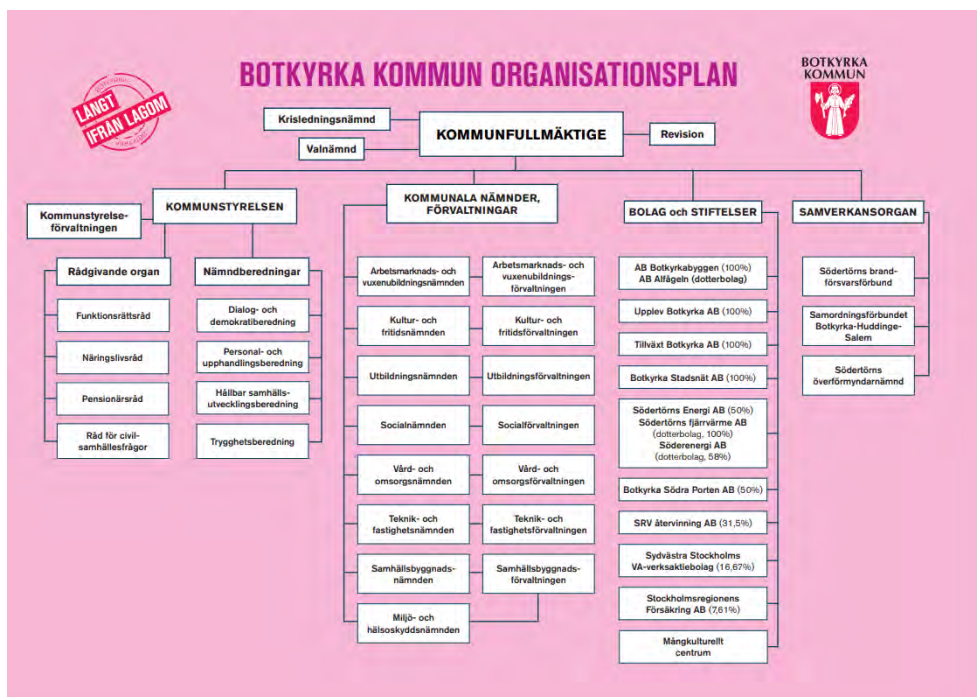 BOTKYRKA KOMMUN ORGANISATIONSPLAN
LÅNGT
IFRÅN LAGOM
BOTKYRKA
KOMMUN
Krisledningsnämnd
Valnämnd
KOMMUNFULLMÄKTIGE
Revision
KOMMUNSTYRELSEN
Kommunstyrelse-
förvaltningen
Rådgivande organ
Funktionsrättsråd
Näringslivsråd
Pensionärsråd
Råd för civil-
samhällesfrågor
Nämndberedningar
Dialog- och
demokratiberedning
Personal- och
upphandlingsberedning
Hållbar samhälls-
utvecklingsberedning
Trygghetsberedning
KOMMUNALA NÄMNDER,
FÖRVALTNINGAR
Arbetsmarknads- och
vuxenubildningsnämnden
Arbetsmarknads- och
vuxenubildnings-
förvaltningen
Kultur- och
fritidsnämnden
Kultur- och
fritidsförvaltningen
Utbildningsnämnden
Utbildningsförvaltningen
Socialnämnden
Socialförvaltningen
Vård- och
omsorgsnämnden
Vård- och
omsorgsförvaltningen
Teknik- och
fastighetsnämnden
Teknik- och
fastighetsförvaltningen
Samhällsbyggnads-
nämnden
Samhällsbyggnads-
förvaltningen
Miljö- och
hälsoskyddsnämnden
BOLAG och STIFTELSER
AB Botkyrkabyggen (100%)
AB Alfågeln (dotterbolag)
Upplev Botkyrka AB (100%)
Tillväxt Botkyrka AB (100%)
Botkyrka Stadsnät AB (100%)
Södertörns Energi AB (50%)
Södertörns fjärrvärme AB
(dotterbolag, 100%)
Söderenergi AB
(dotterbolag, 58%)
Botkyrka Södra Porten AB (50%)
SRV återvinning AB (31,5%)
Sydvästra Stockholms
VA-verksaktiebolag (16,67%)
Stockholmsregionens
Försäkring AB (7,61%)
Mångkulturellt
centrum
SAMVERKANSORGAN
Södertörns brand-
försvarsförbund
Samordningsförbundet
Botkyrka-Huddinge-
Salem
Södertörns
överförmyndarnämnd